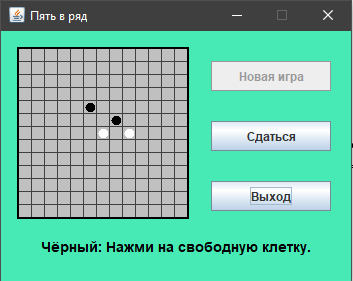 Пять в ряд
Новая игра
Сдаться
Выход
Чёрный: Нажми на свободную клетку.